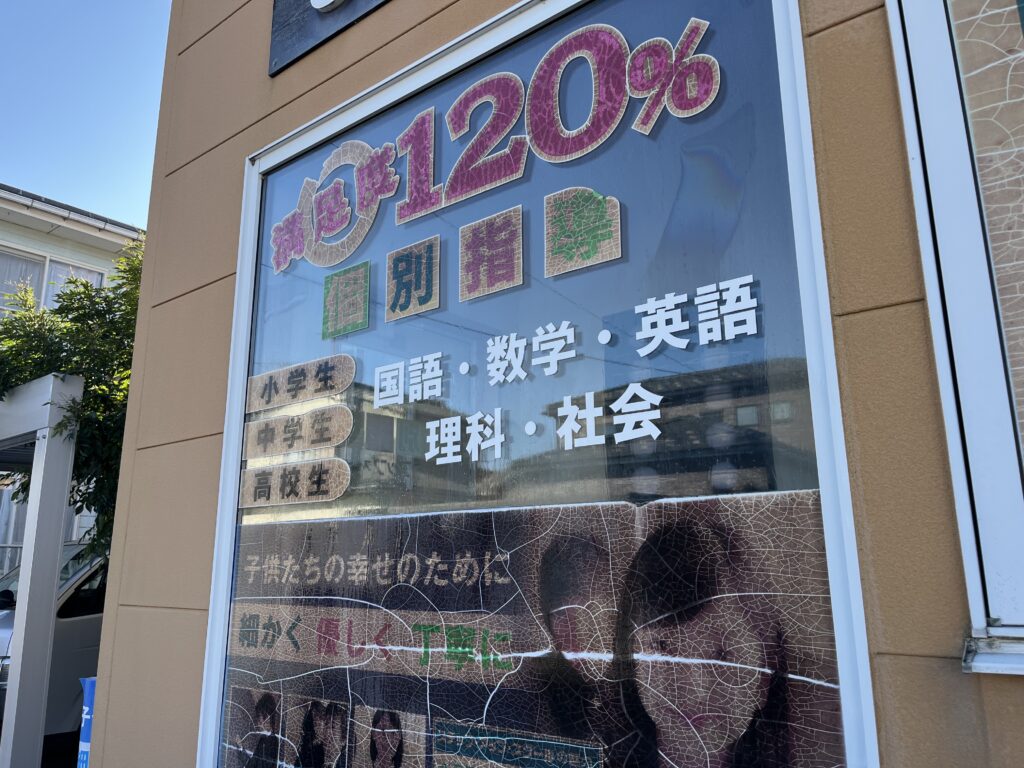 満足度120%
個別指導
小学生
中学生
高校生
国語・数学・英語
理科・社会
子供たちの幸せのために
細かく 優しく 丁寧に